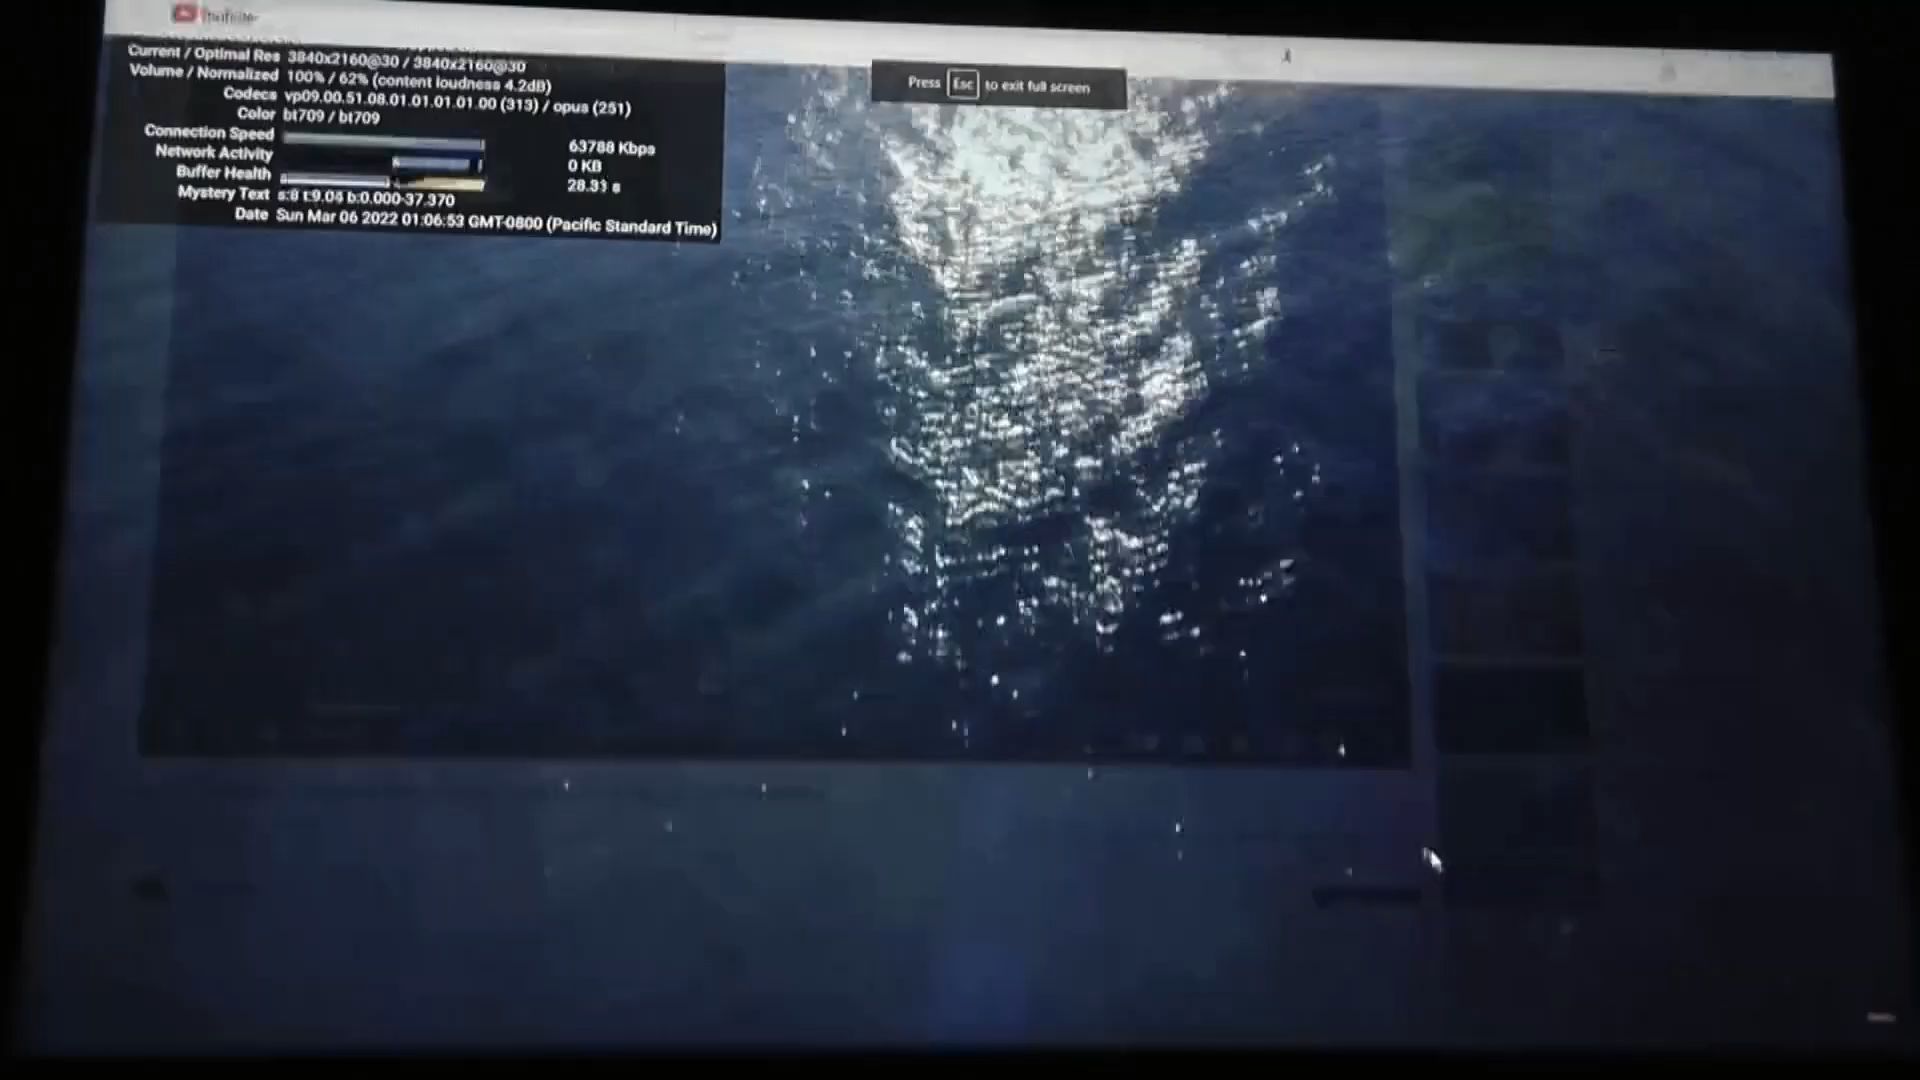 YouTube
Current / Optimal Res 3840x2160@30 / 3840x2160@30
Volume / Normalized 100% / 62% (content loudness 4.2dB)
Codecs vp09.00.51.08.01.01.01.01.00 (313) / opus (251)
Color bt709 / bt709
Connection Speed 63788 Kbps
Network Activity 0 KB
Buffer Health 28.33 s
Mystery Text s:8 t:9.04 b:0.000-37.370
Date Sun Mar 06 2022 01:06:53 GMT-0800 (Pacific Standard Time)
Press Esc to exit full screen